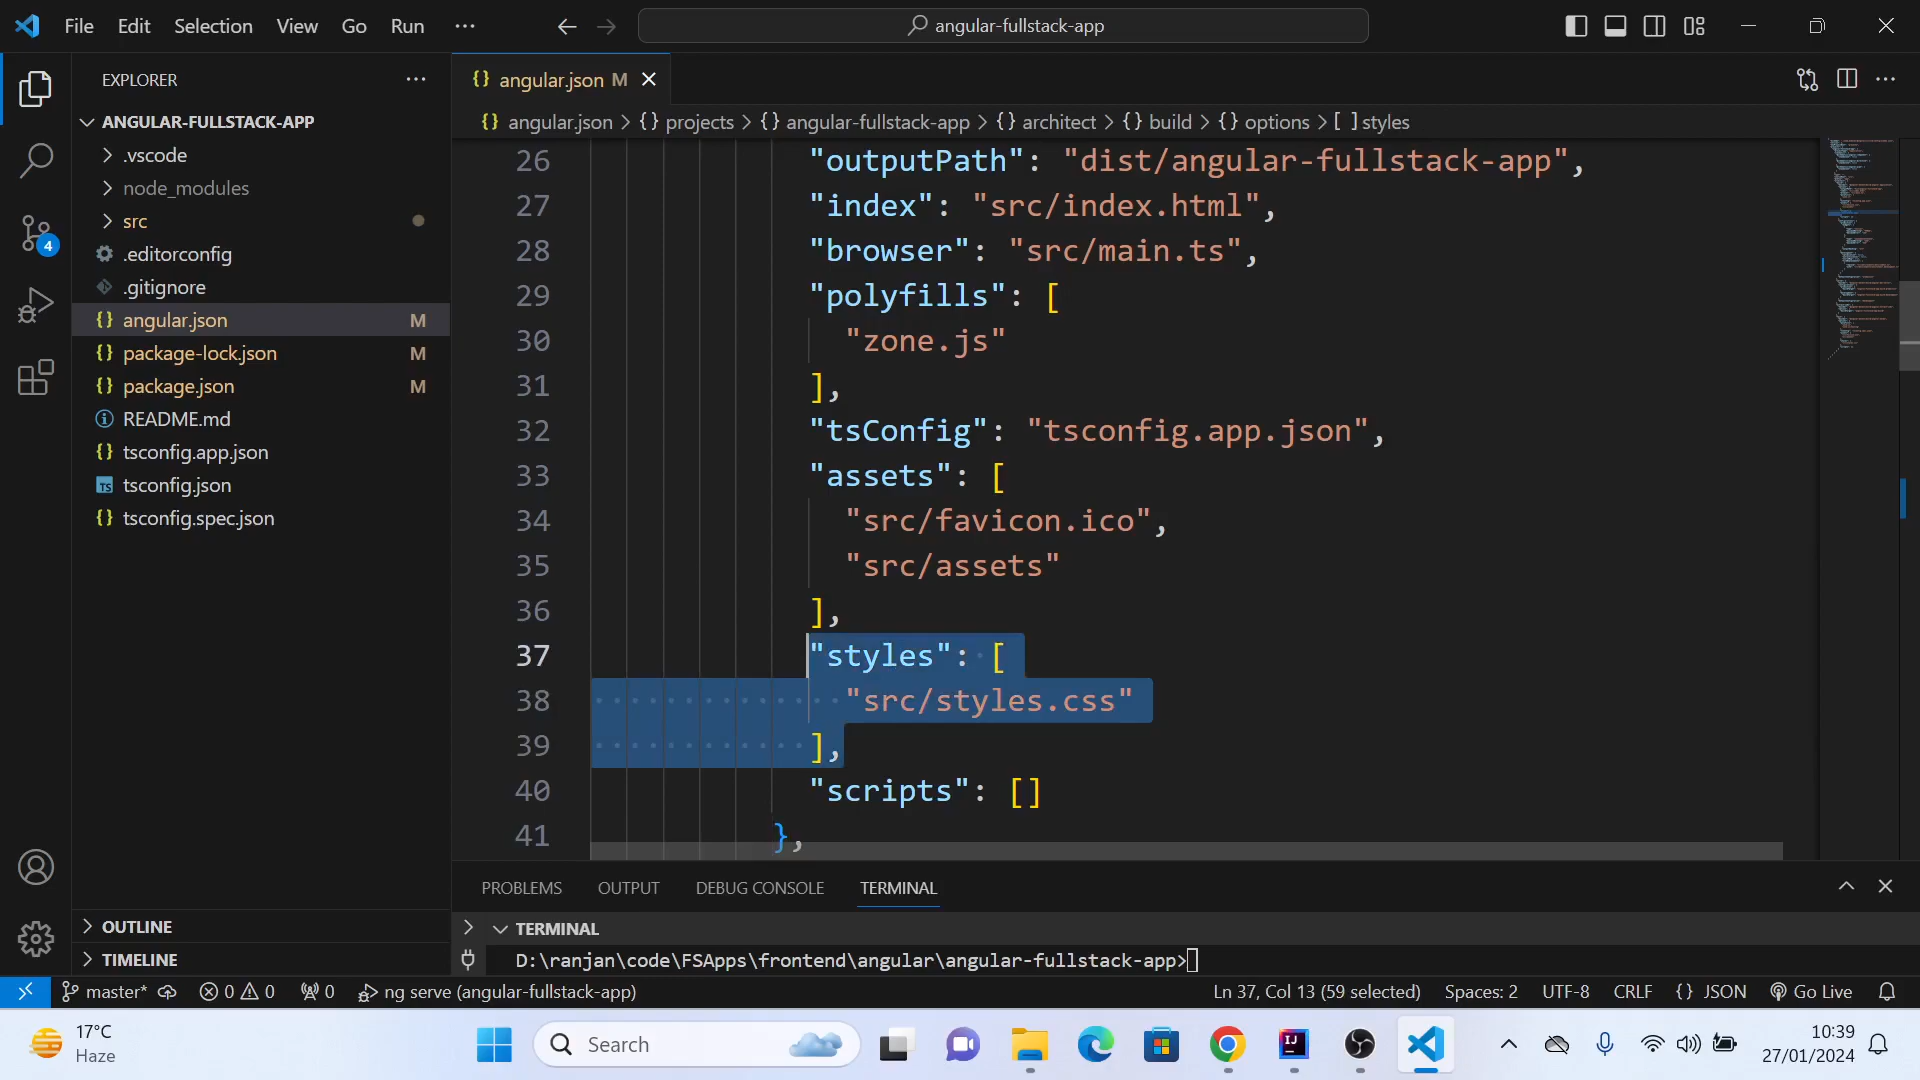 File Edit Selection View Go Run ···
angular-fullstack-app
EXPLORER
ANGULAR-FULLSTACK-APP
.vscode
node_modules
src
.editorconfig
.gitignore
angular.json M
package-lock.json M
package.json M
README.md
tsconfig.app.json
TS tsconfig.json
tsconfig.spec.json
OUTLINE
TIMELINE
4
{} angular.json M
{} angular.json > {} projects > {} angular-fullstack-app > {} architect > {} build > {} options > [ ] styles
26 "outputPath": "dist/angular-fullstack-app",
27 "index": "src/index.html",
28 "browser": "src/main.ts",
29 "polyfills": [
30 "zone.js"
31 ],
32 "tsConfig": "tsconfig.app.json",
33 "assets": [
34 "src/favicon.ico",
35 "src/assets"
36 ],
37 "styles": [
38 "src/styles.css"
39 ],
40 "scripts": []
41 },
PROBLEMS OUTPUT DEBUG CONSOLE TERMINAL
TERMINAL
D:\ranjan\code\FSApps\frontend\angular\angular-fullstack-app>
master* 0 0 0 ng serve (angular-fullstack-app) Ln 37, Col 13 (59 selected) Spaces: 2 UTF-8 CRLF {} JSON Go Live
17°C
Haze
Search
IJ
10:39
27/01/2024